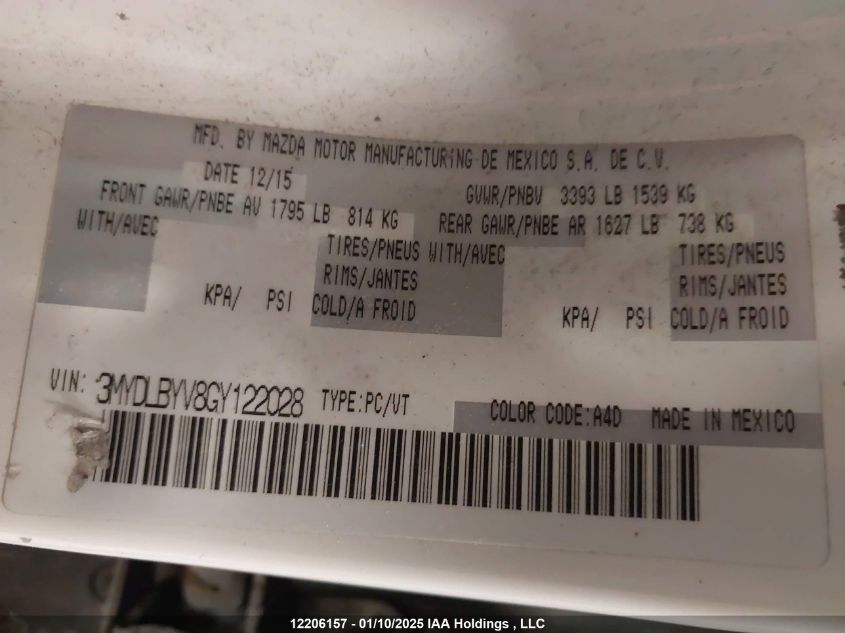 MFD. BY MAZDA MOTOR MANUFACTURING DE MEXICO S.A. DE C.V.
DATE 12/15 GVWR/PNBV 3393 LB 1539 KG
FRONT GAWR/PNBE AV 1795 LB 814 KG REAR GAWR/PNBE AR 1627 LB 738 KG
WITH/AVEC TIRES/PNEUS WITH/AVEC TIRES/PNEUS
RIMS/JANTES RIMS/JANTES
KPA/ PSI COLD/A FROID KPA/ PSI COLD/A FROID
VIN: 3MYDLBYV8GY122028 TYPE:PC/VT COLOR CODE:A4D MADE IN MEXICO
12206157 - 01/10/2025 IAA Holdings , LLC